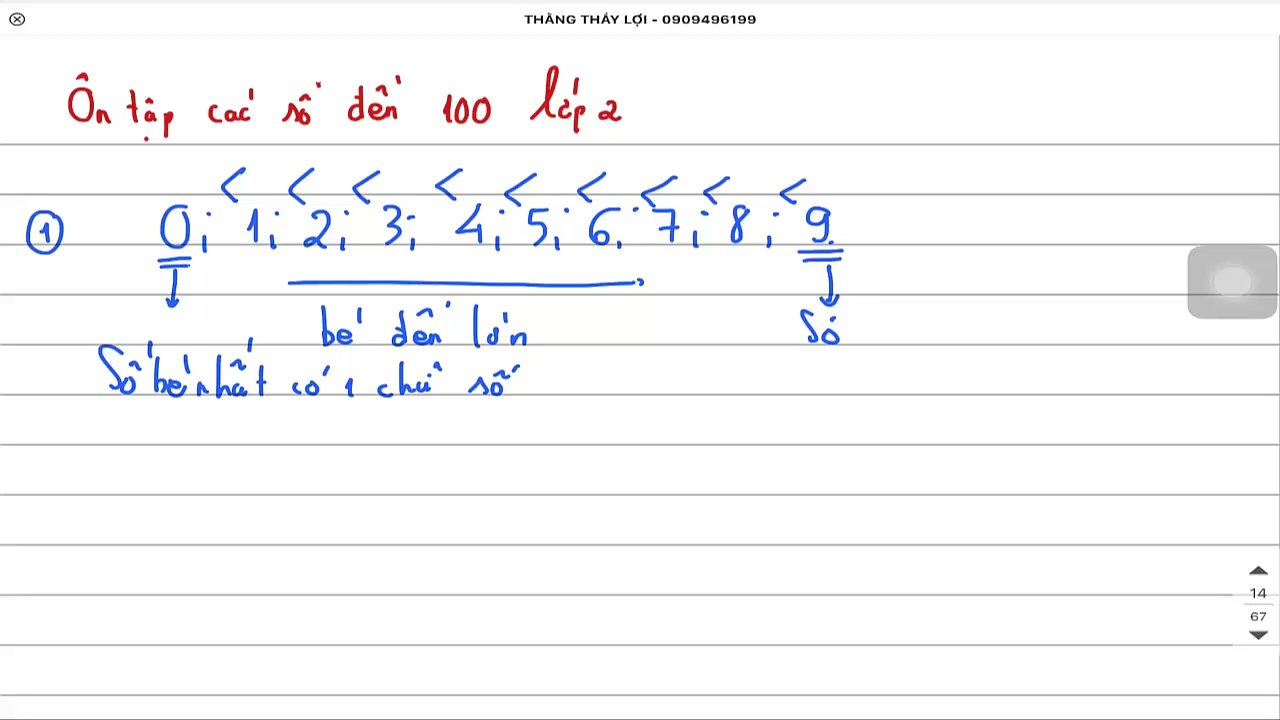 THẰNG THẦY LỢI - 0909496199
Ôn tập các số đến 100 lớp 2
< < < < < < < < <
① 0; 1; 2; 3; 4; 5; 6; 7; 8; 9.
bé đến lớn
Số
Số bé nhất có 1 chữ số
14
67